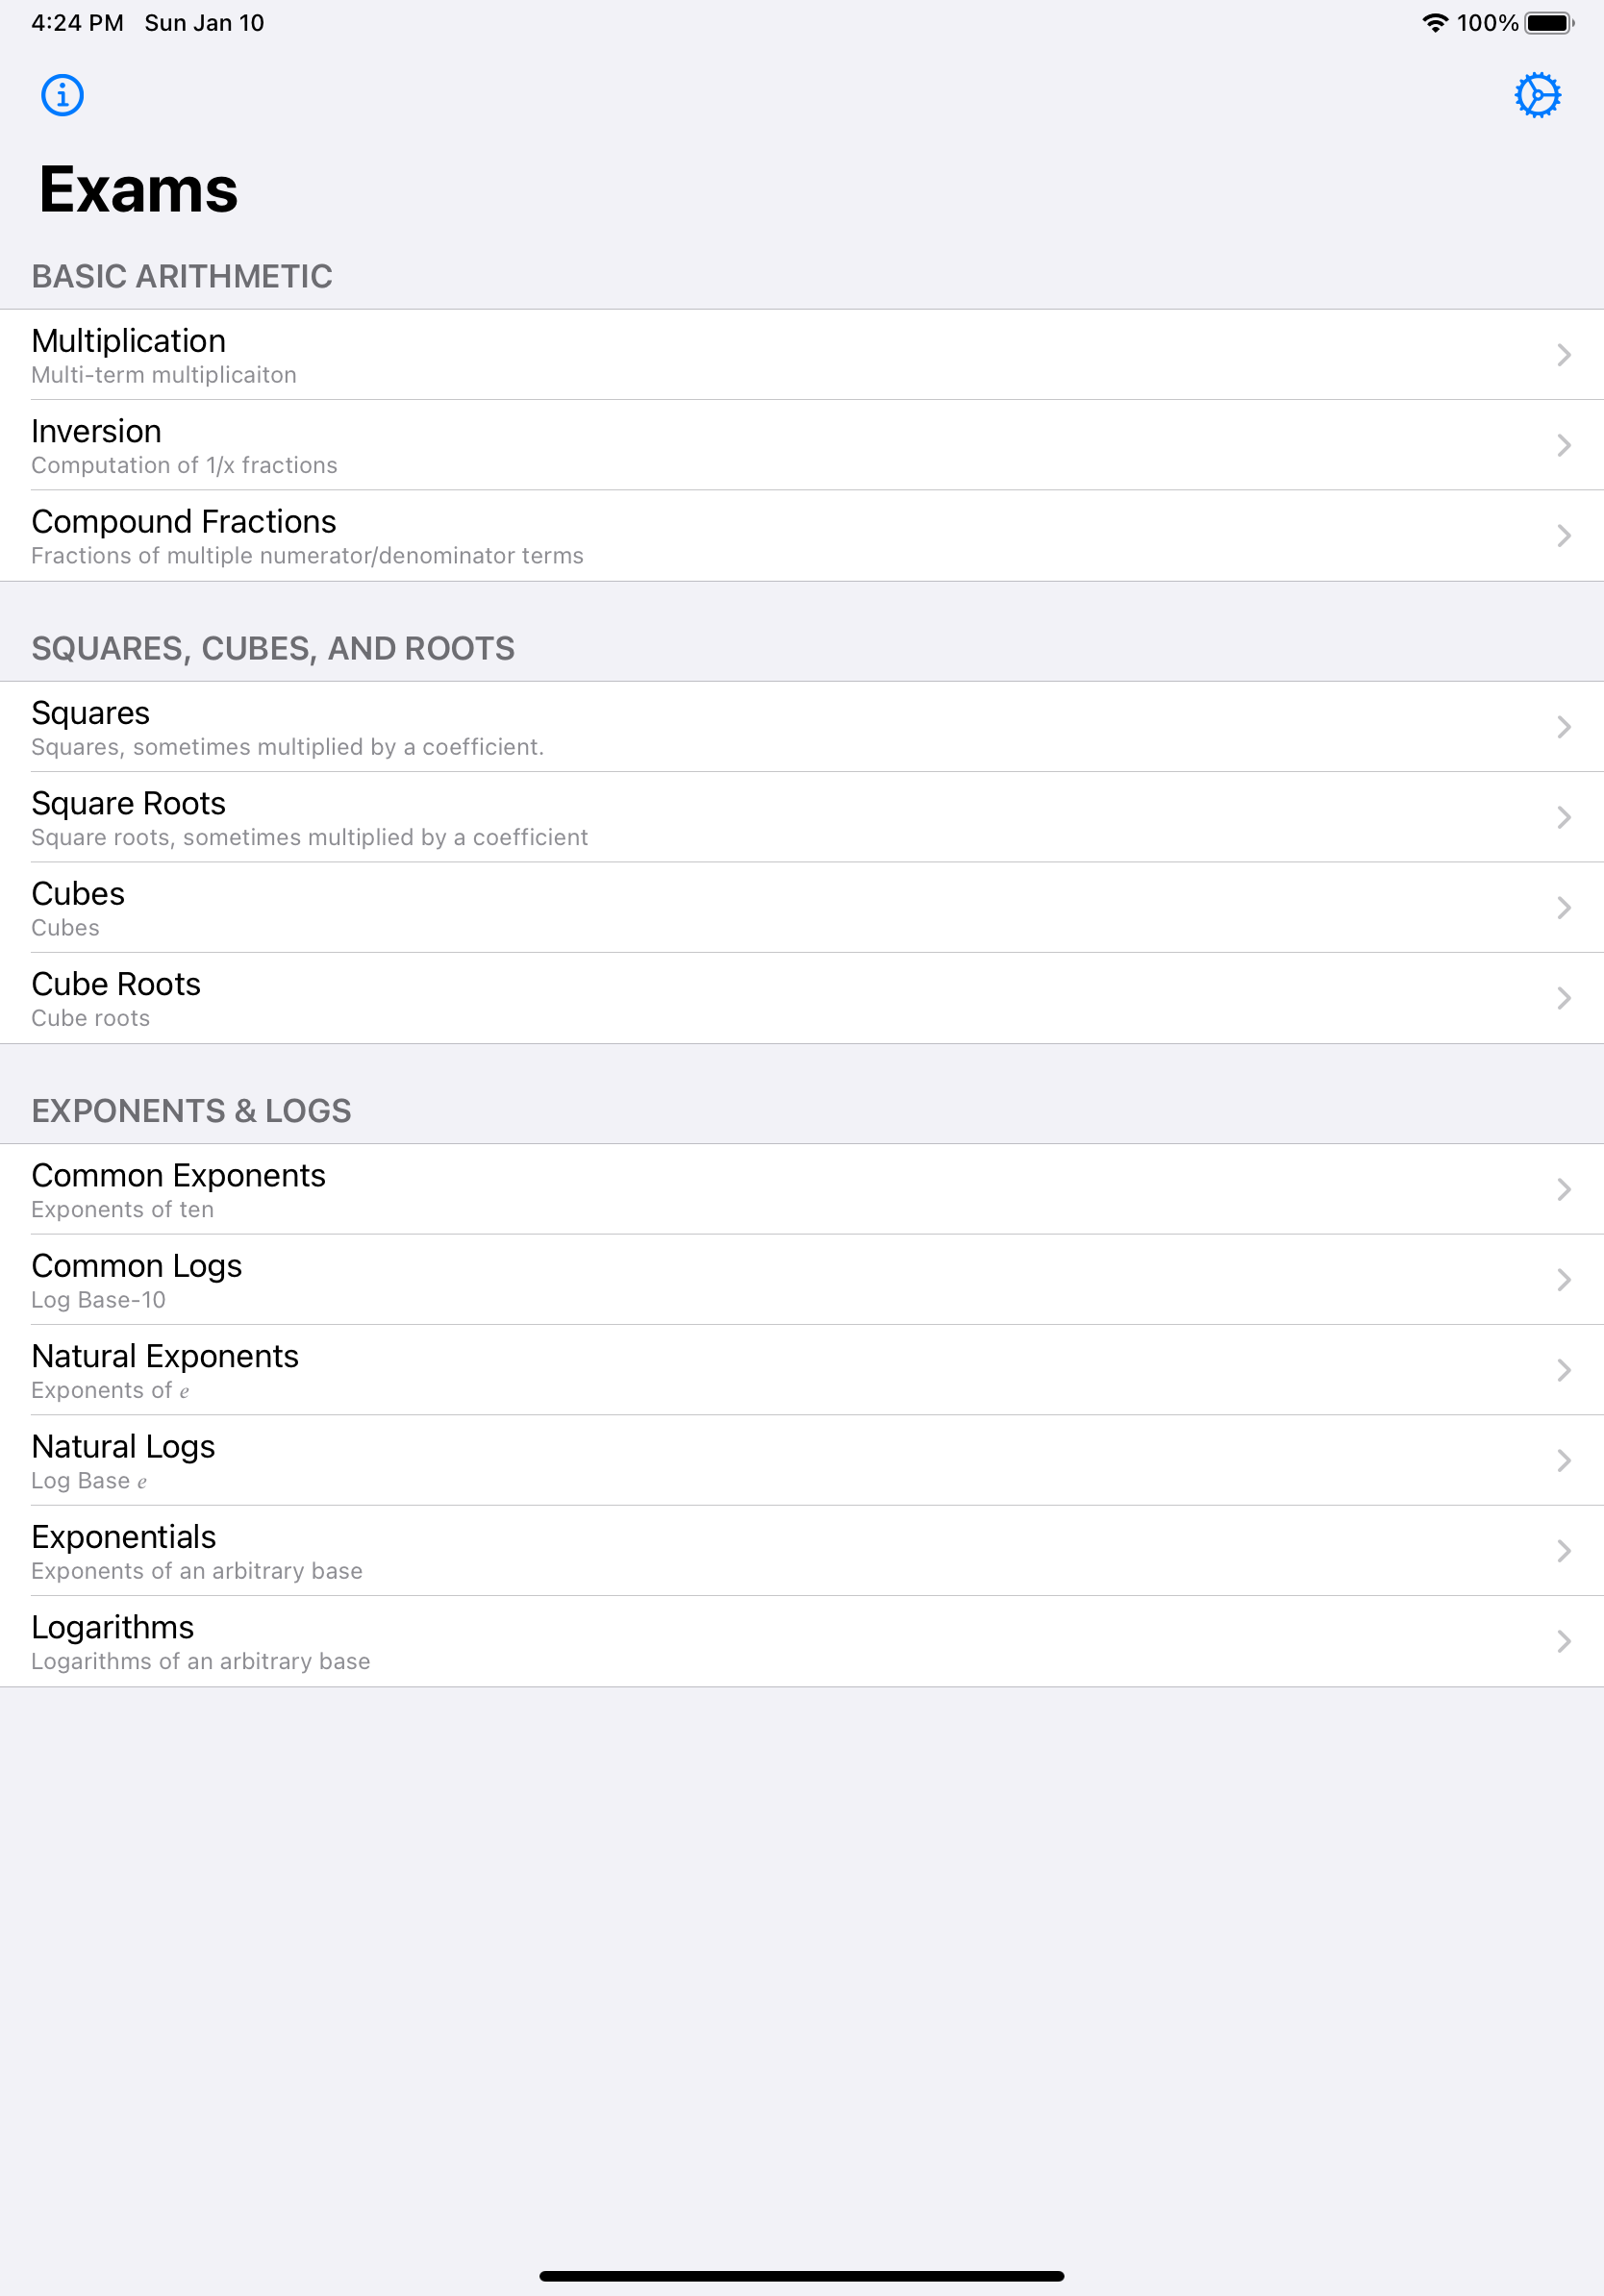 4:24 PM Sun Jan 10 100%
Exams
BASIC ARITHMETIC
Multiplication
Multi-term multiplicaiton
Inversion
Computation of 1/x fractions
Compound Fractions
Fractions of multiple numerator/denominator terms
SQUARES, CUBES, AND ROOTS
Squares
Squares, sometimes multiplied by a coefficient.
Square Roots
Square roots, sometimes multiplied by a coefficient
Cubes
Cubes
Cube Roots
Cube roots
EXPONENTS & LOGS
Common Exponents
Exponents of ten
Common Logs
Log Base-10
Natural Exponents
Exponents of e
Natural Logs
Log Base e
Exponentials
Exponents of an arbitrary base
Logarithms
Logarithms of an arbitrary base